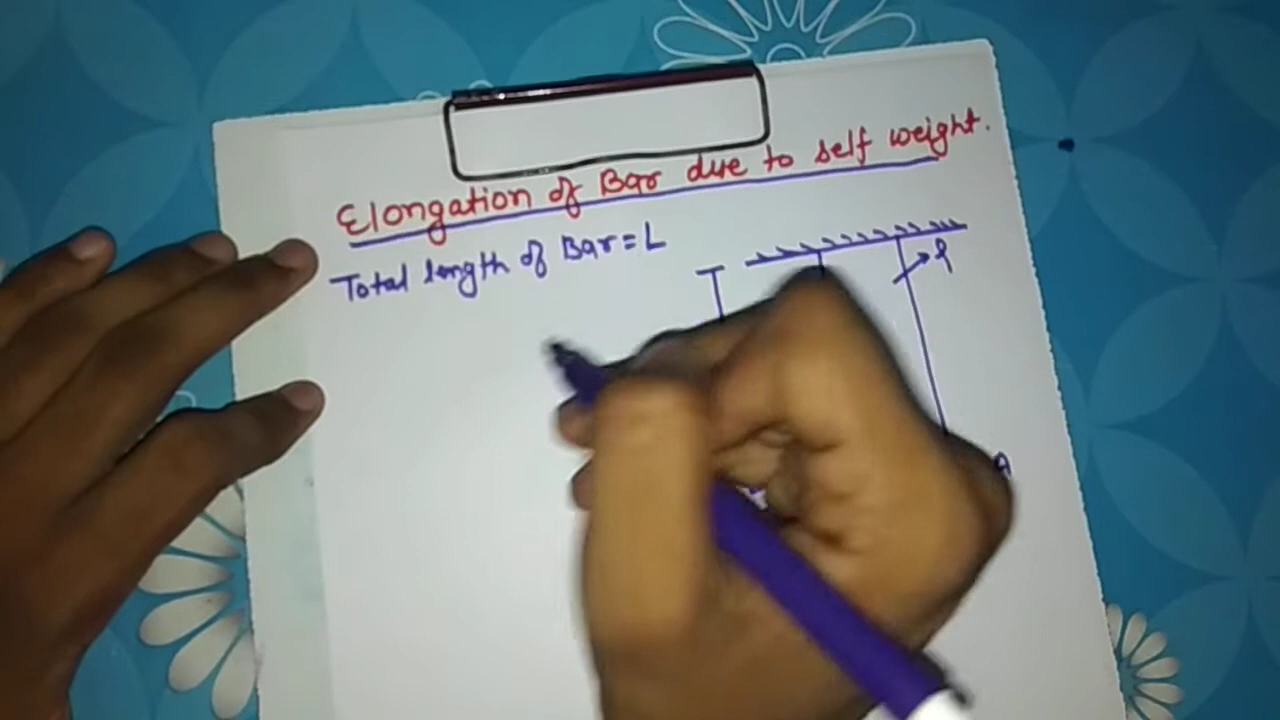 Elongation of Bar due to self weight.
Total length of Bar = L
A